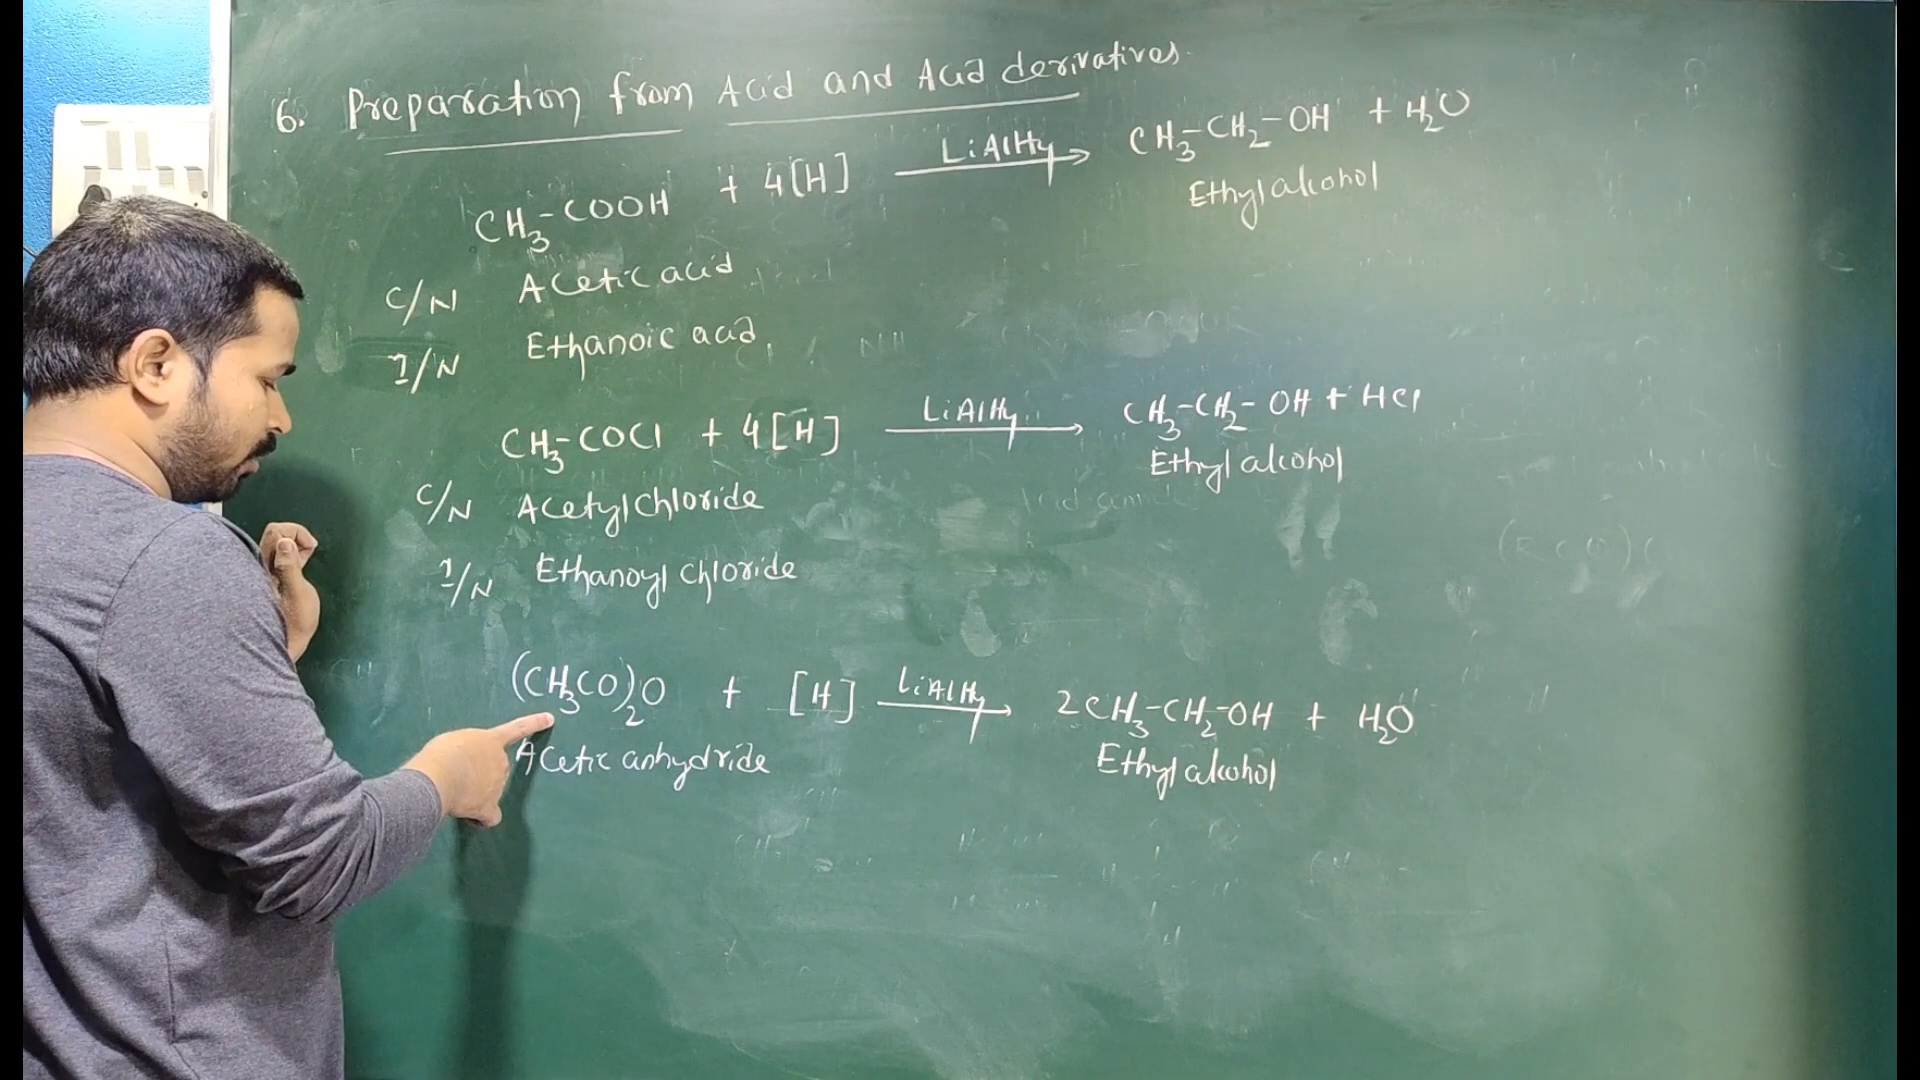 6. Preparation from Acid and Acid derivatives.
CH₃-COOH + 4[H] LiAlH₄ → CH₃-CH₂-OH + H₂O
Ethyl alcohol
C/N Acetic acid
I/N Ethanoic acid.
CH₃-COCl + 4[H] LiAlH₄ → CH₃-CH₂-OH + HCl
Ethyl alcohol
C/N Acetylchloride
I/N Ethanoyl chloride
(CH₃CO)₂O + [H] LiAlH₄ → 2CH₃-CH₂-OH + H₂O
Acetic anhydride Ethyl alcohol